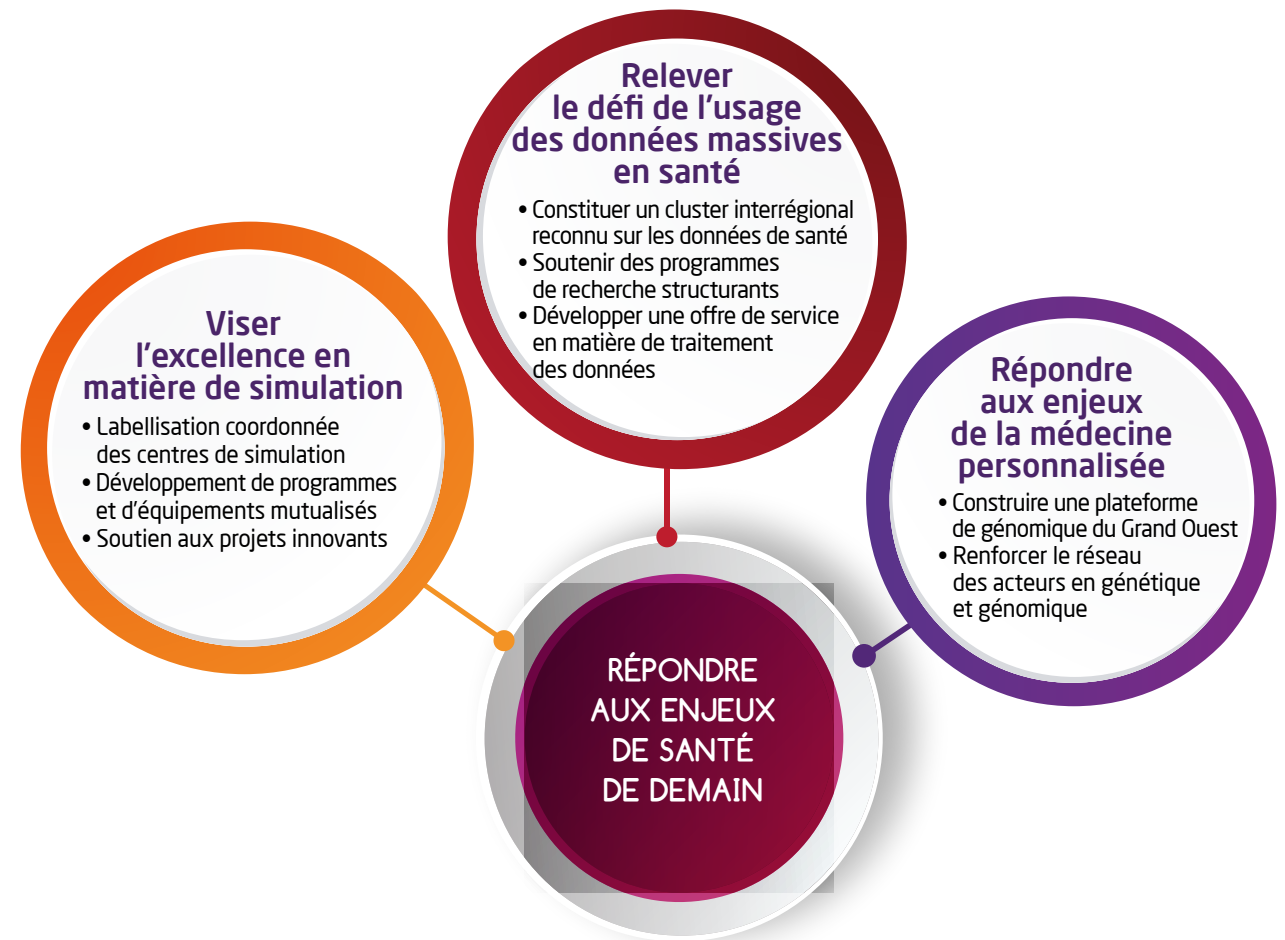 Relever
le défi de l'usage
des données massives
en santé
• Constituer un cluster interrégional
reconnu sur les données de santé
• Soutenir des programmes
de recherche structurants
• Développer une offre de service
en matière de traitement
des données
Viser
l'excellence en
matière de simulation
• Labellisation coordonnée
des centres de simulation
• Développement de programmes
et d'équipements mutualisés
• Soutien aux projets innovants
Répondre
aux enjeux
de la médecine
personnalisée
• Construire une plateforme
de génomique du Grand Ouest
• Renforcer le réseau
des acteurs en génétique
et génomique
RÉPONDRE
AUX ENJEUX
DE SANTÉ
DE DEMAIN